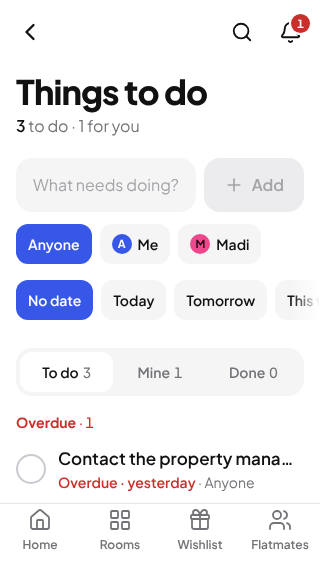 1
Things to do
3 to do · 1 for you
What needs doing?
Add
Anyone
A Me
M Madi
No date
Today
Tomorrow
This
To do 3
Mine 1
Done 0
Overdue · 1
Contact the property mana...
Overdue · yesterday · Anyone
Home
Rooms
Wishlist
Flatmates